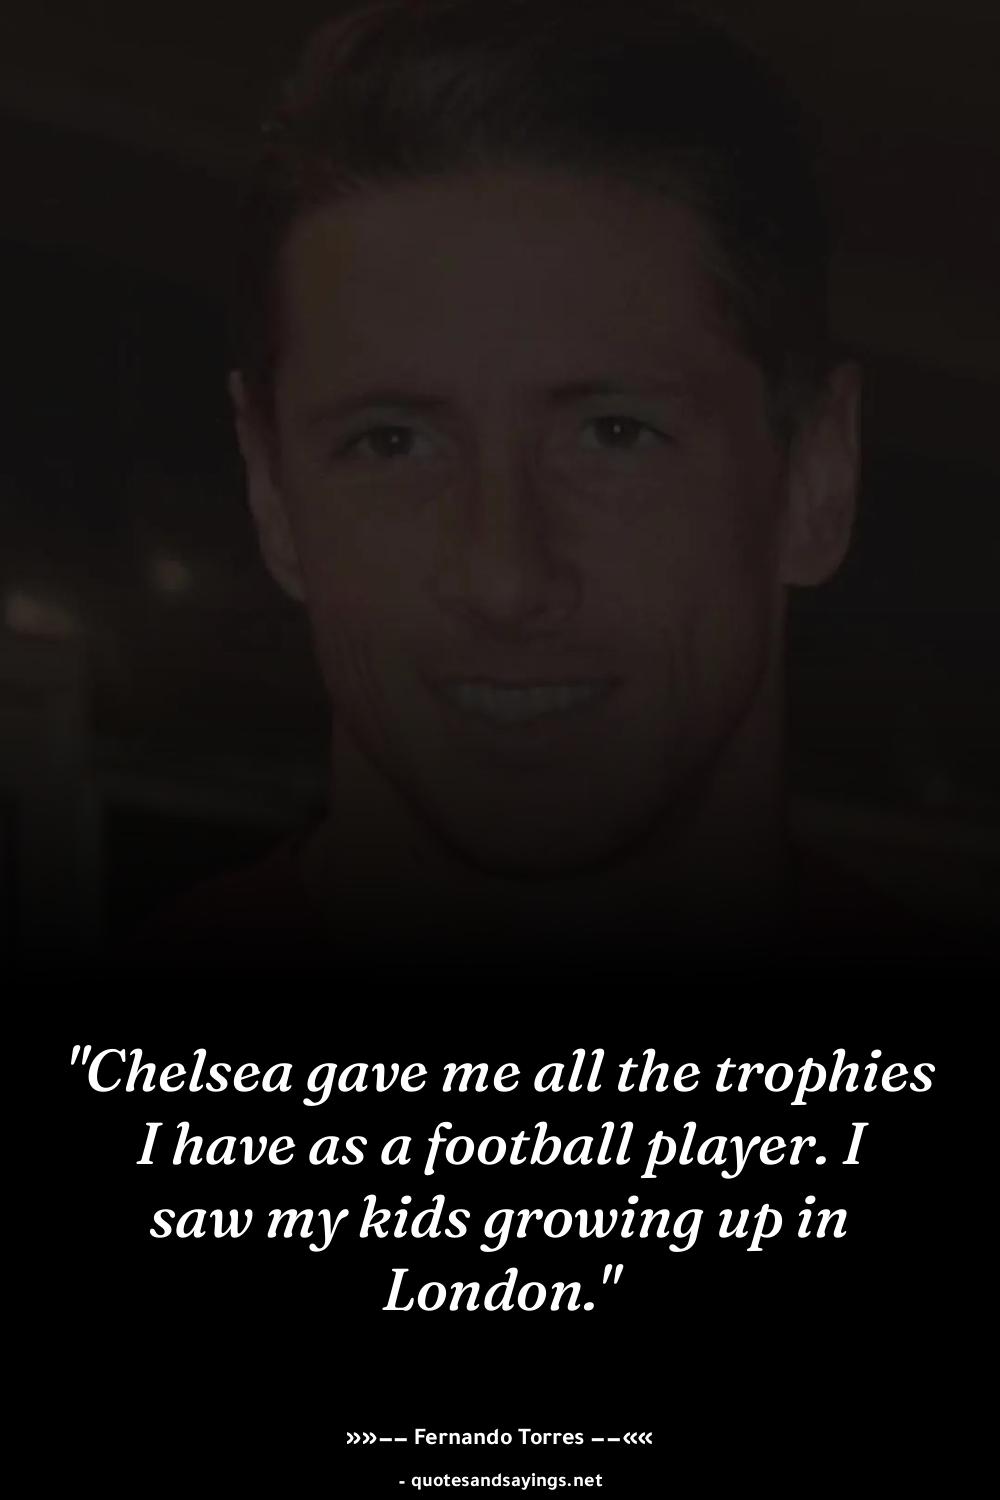 "Chelsea gave me all the trophies
I have as a football player. I
saw my kids growing up in
London."
»»−− Fernando Torres −−««
- quotesandsayings.net